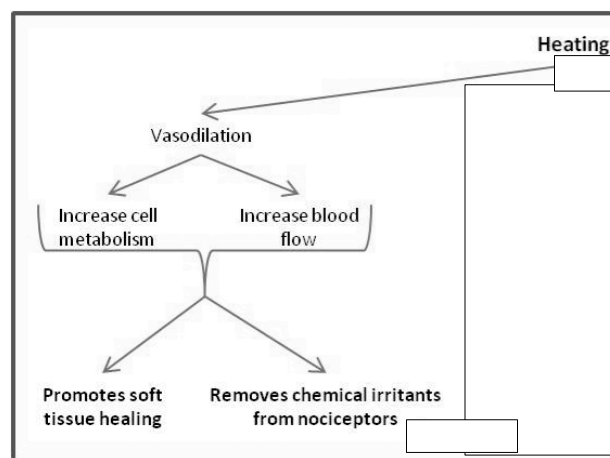 Heating
Vasodilation
Increase cell
metabolism
Increase blood
flow
Promotes soft
tissue healing
Removes chemical irritants
from nociceptors